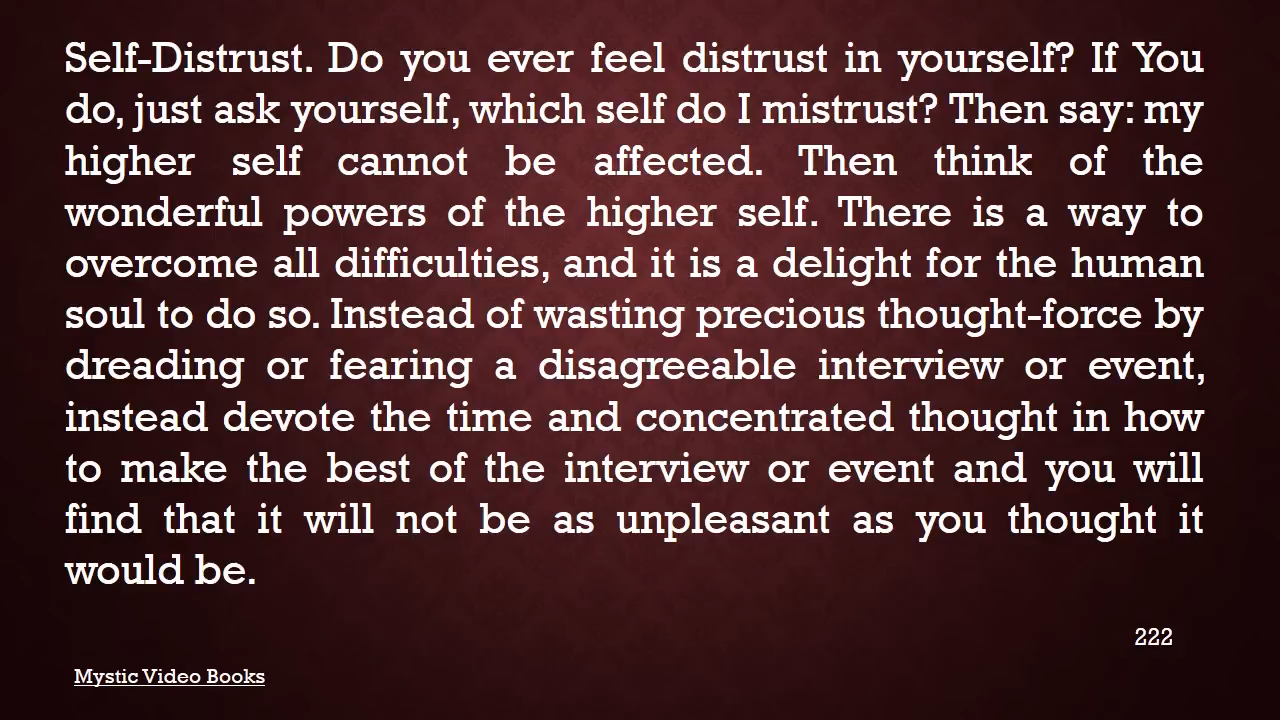 Self-Distrust. Do you ever feel distrust in yourself? If You
do, just ask yourself, which self do I mistrust? Then say: my
higher self cannot be affected. Then think of the
wonderful powers of the higher self. There is a way to
overcome all difficulties, and it is a delight for the human
soul to do so. Instead of wasting precious thought-force by
dreading or fearing a disagreeable interview or event,
instead devote the time and concentrated thought in how
to make the best of the interview or event and you will
find that it will not be as unpleasant as you thought it
would be.
222
Mystic Video Books